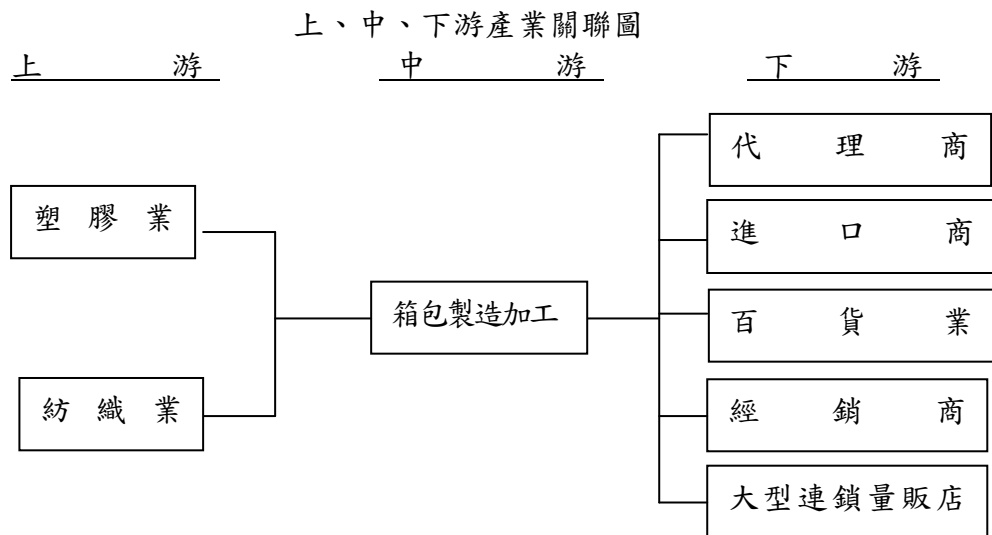 上、中、下游產業關聯圖
上游 中游 下游
代理商
塑膠業
進口商
箱包製造加工
百貨業
紡織業
經銷商
大型連鎖量販店